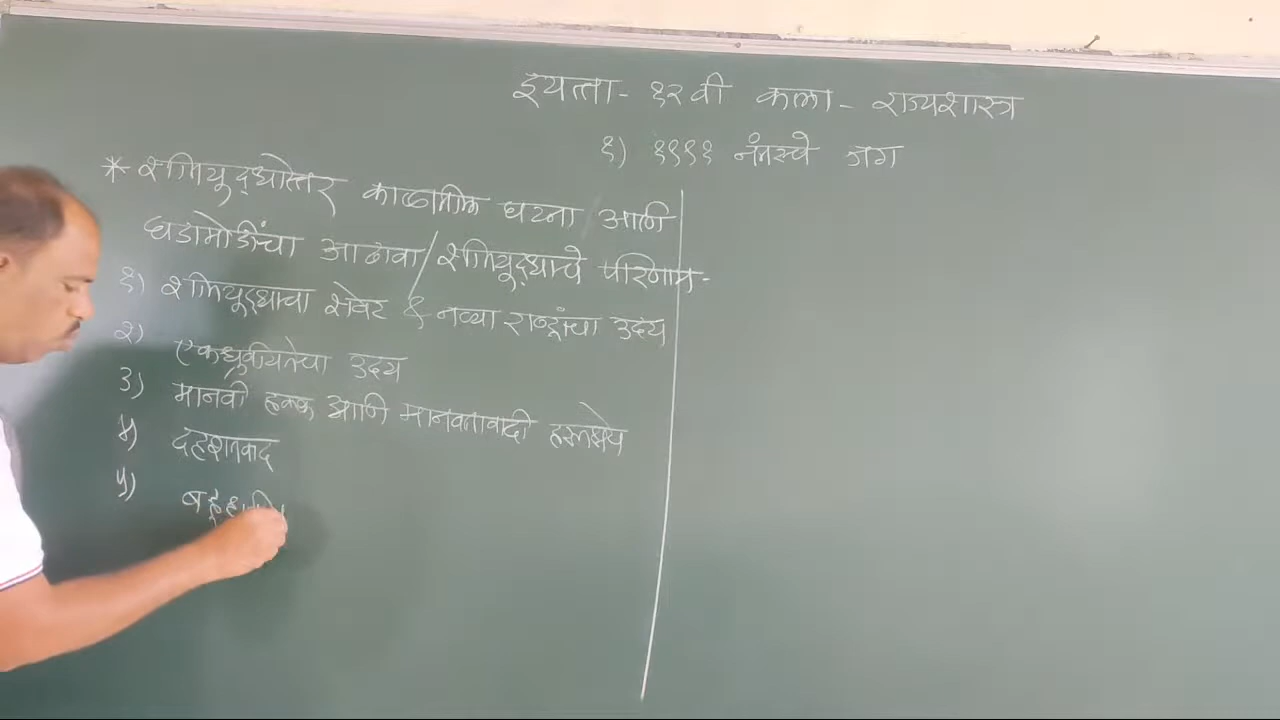 इयत्ता - १२ वी कला - राज्यशास्त्र
१) १९९१ नंतरचे जग
* शीतयुद्धोत्तर काळातील घटना आणि
घडामोडींचा आढावा / शीतयुद्धाचे परिणाम -
१) शीतयुद्धाचा शेवट & नव्या राष्ट्रांचा उदय
२) एकध्रुवीयतेचा उदय
३) मानवी हक्क आणि मानवतावादी हस्तक्षेप
४) दहशतवाद
५)